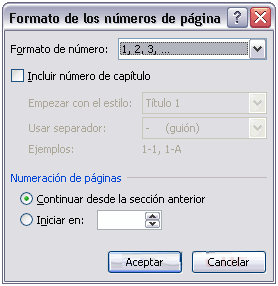 Formato de los números de página
Formato de número: 1, 2, 3, ...
Incluir número de capítulo
Empezar con el estilo: Título 1
Usar separador: - (guión)
Ejemplos: 1-1, 1-A
Numeración de páginas
Continuar desde la sección anterior
Iniciar en:
Aceptar Cancelar